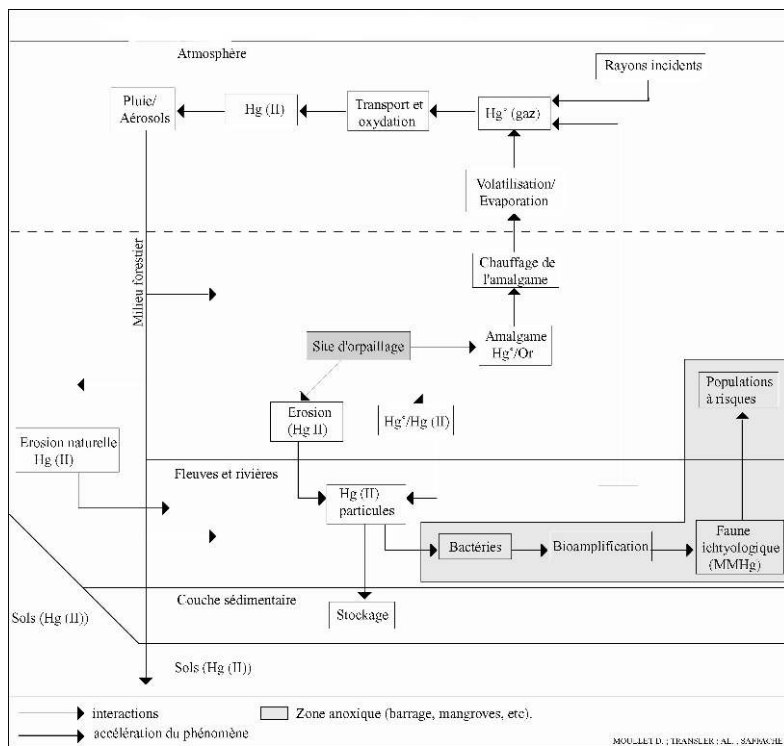 Atmosphère
Rayons incidents
Pluie/
Aérosols
Hg (II)
Transport et
oxydation
Hg° (gaz)
Volatilisation/
Evaporation
Milieu forestier
Chauffage de
l'amalgame
Site d'orpaillage
Amalgame
Hg°/Or
Populations
à risques
Erosion
(Hg II)
Hg°/Hg (II)
Erosion naturelle
Hg (II)
Fleuves et rivières
Hg (II)
particules
Bactéries
Bioamplification
Faune
ichtyologique
(MMHg)
Couche sédimentaire
Sols (Hg (II))
Stockage
Sols (Hg (II))
interactions
Zone anoxique (barrage, mangroves, etc).
accélération du phénomène
MOULLET D. ; TRANSLER ; AL. , SAFFACHE